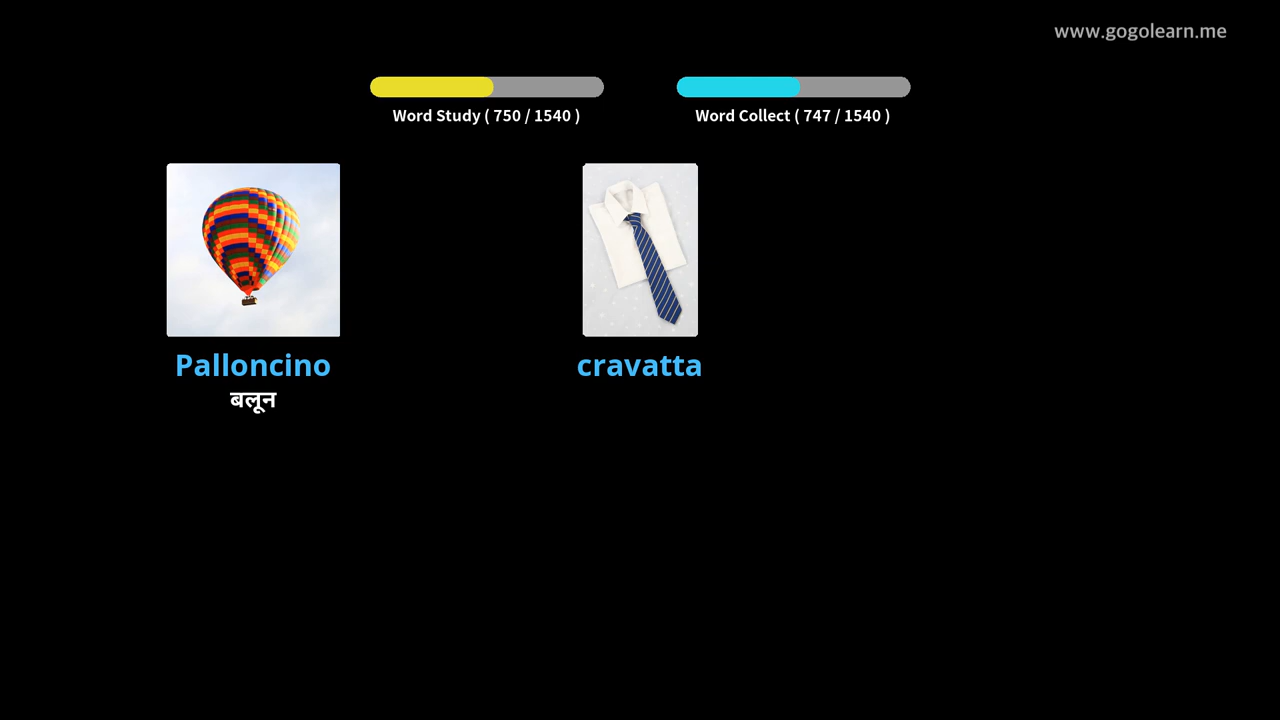 www.gogolearn.me
Word Study ( 750 / 1540 )
Word Collect ( 747 / 1540 )
Palloncino
बलून
cravatta